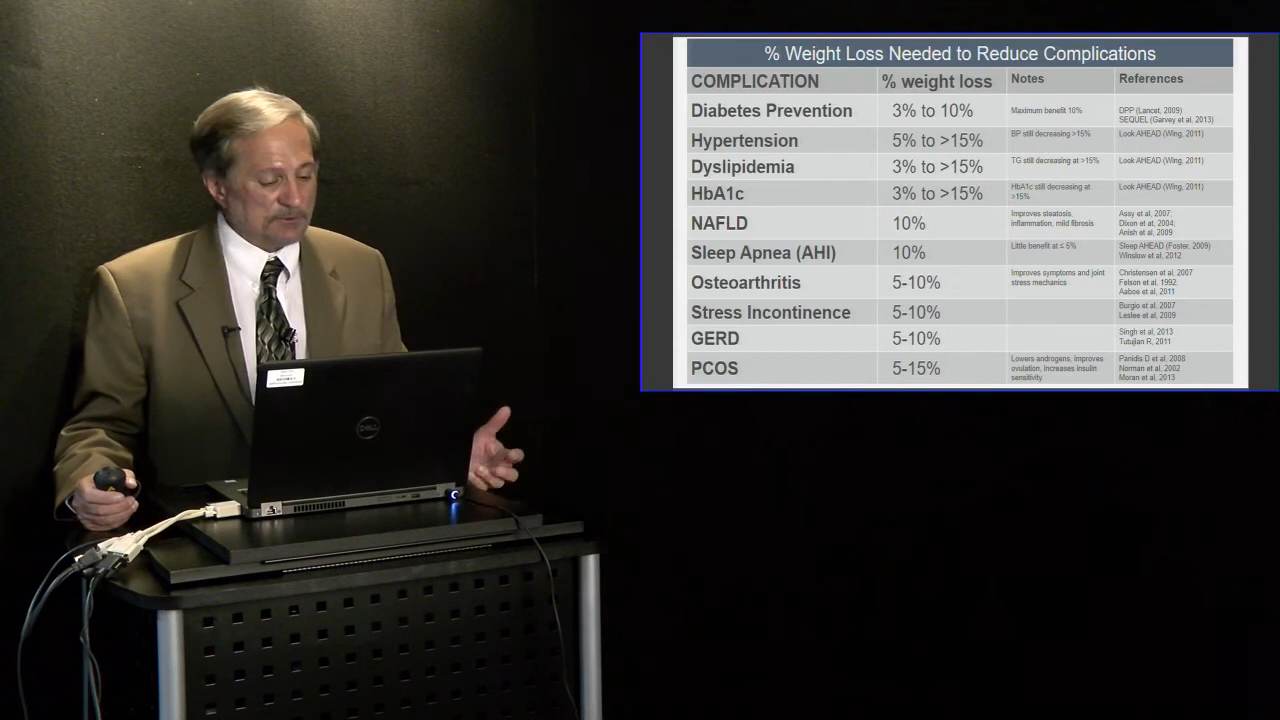 % Weight Loss Needed to Reduce Complications
COMPLICATION % weight loss Notes References
Diabetes Prevention 3% to 10% Maximum benefit 10% DPP (Lancet, 2009)
SEQUEL (Garvey et al, 2013)
Hypertension 5% to >15% BP still decreasing >15% Look AHEAD (Wing, 2011)
Dyslipidemia 3% to >15% TG still decreasing at >15% Look AHEAD (Wing, 2011)
HbA1c 3% to >15% HbA1c still decreasing at Look AHEAD (Wing, 2011)
>15%
NAFLD 10% Improves steatosis, Assy et al, 2007;
inflammation, mild fibrosis Dixon et al, 2004;
Anish et al, 2009
Sleep Apnea (AHI) 10% Little benefit at ≤ 5% Sleep AHEAD (Foster, 2009)
Winslow et al, 2012
Osteoarthritis 5-10% Improves symptoms and joint Christensen et al, 2007
stress mechanics Felson et al, 1992;
Aaboe et al, 2011
Stress Incontinence 5-10% Burgio et al, 2007
Leslee et al, 2009
GERD 5-10% Singh et al, 2013
Tutujian R, 2011
PCOS 5-15% Lowers androgens, improves Panidis D et al, 2008
ovulation, increases insulin Norman et al, 2002
sensitivity Moran et al, 2013
DELL